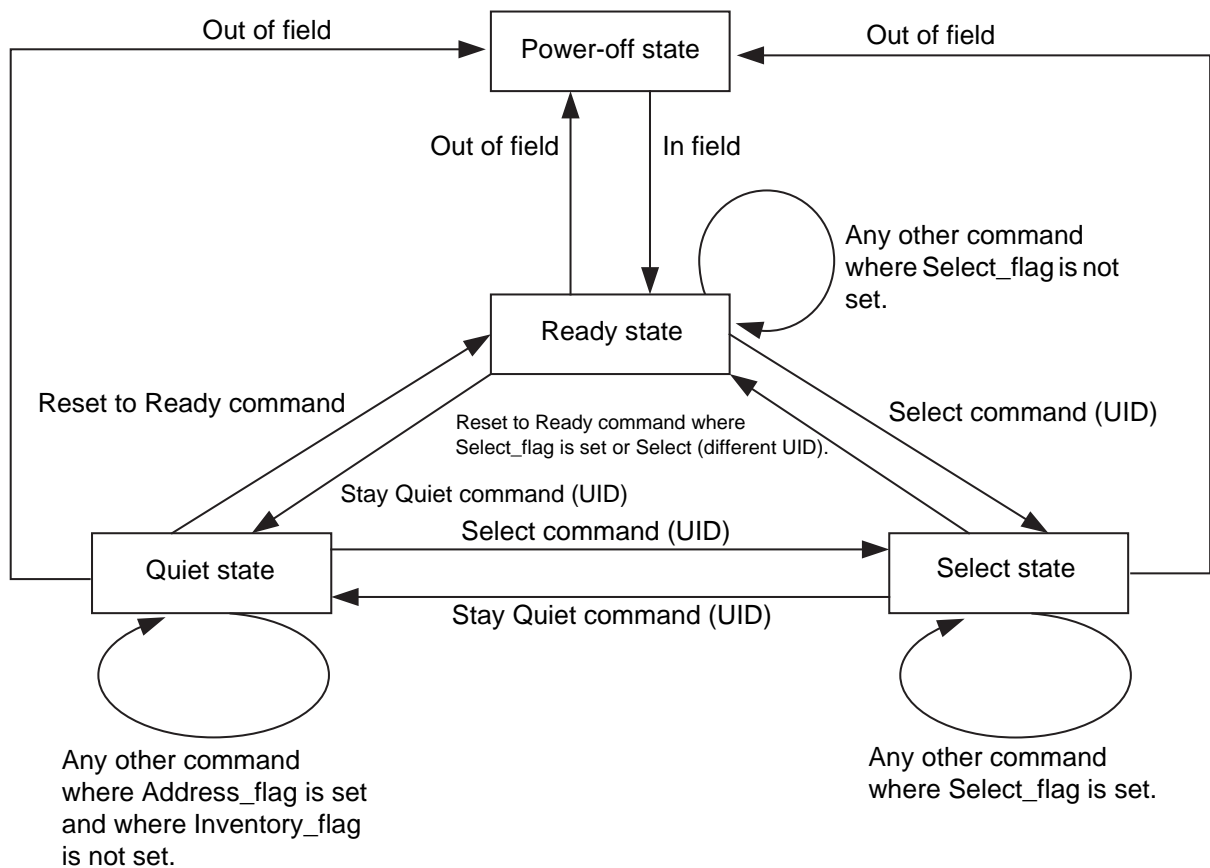 Out of field
Power-off state
Out of field
Out of field
In field
Any other command
where Select_flag is not
set.
Ready state
Reset to Ready command
Select command (UID)
Reset to Ready command where
Select_flag is set or Select (different UID).
Stay Quiet command (UID)
Select command (UID)
Quiet state
Select state
Stay Quiet command (UID)
Any other command
where Address_flag is set
and where Inventory_flag
is not set.
Any other command
where Select_flag is set.